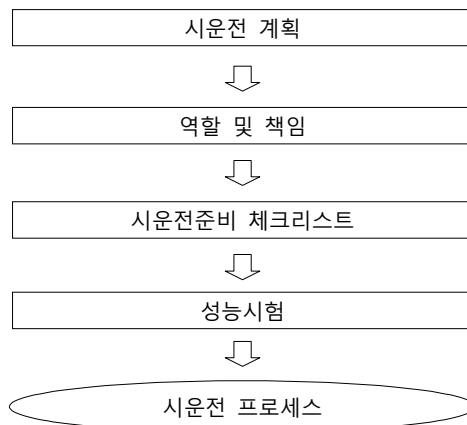 시운전 계획
역할 및 책임
시운전준비 체크리스트
성능시험
시운전 프로세스